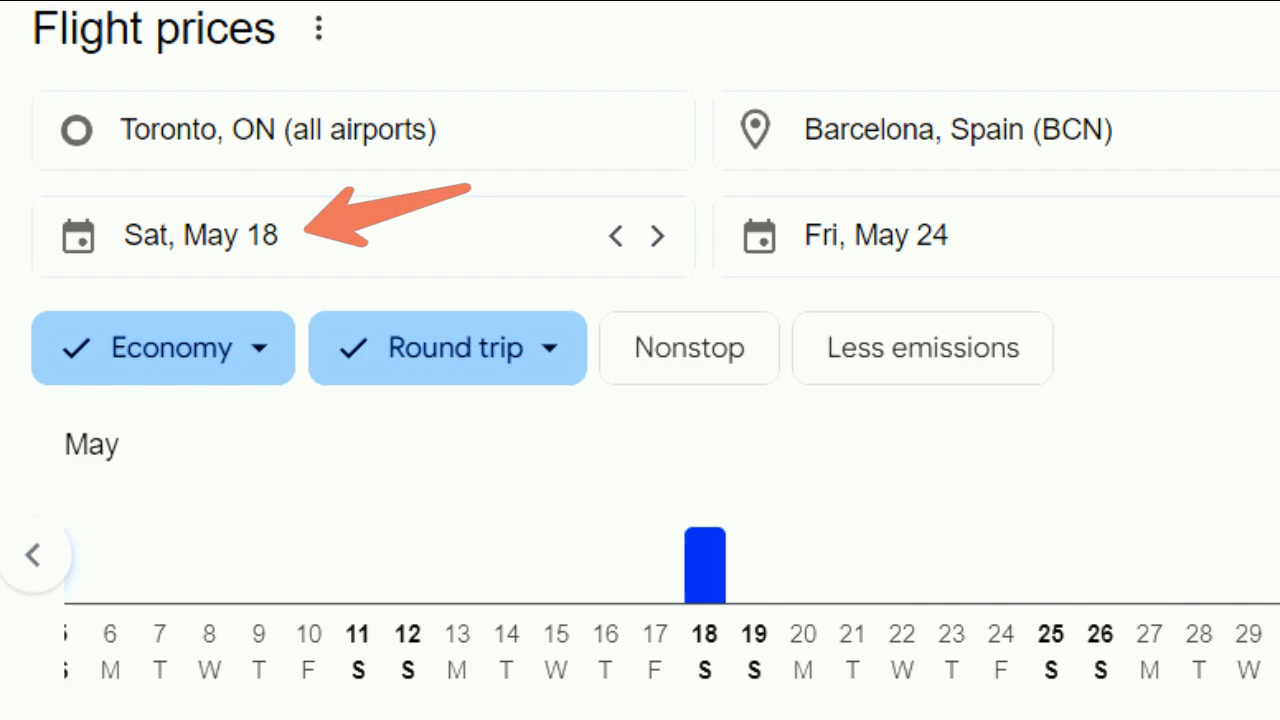 Flight prices
Toronto, ON (all airports)
Barcelona, Spain (BCN)
Sat, May 18
Fri, May 24
Economy
Round trip
Nonstop
Less emissions
May
6 7 8 9 10 11 12 13 14 15 16 17 18 19 20 21 22 23 24 25 26 27 28 29
M T W T F S S M T W T F S S M T W T F S S M T W